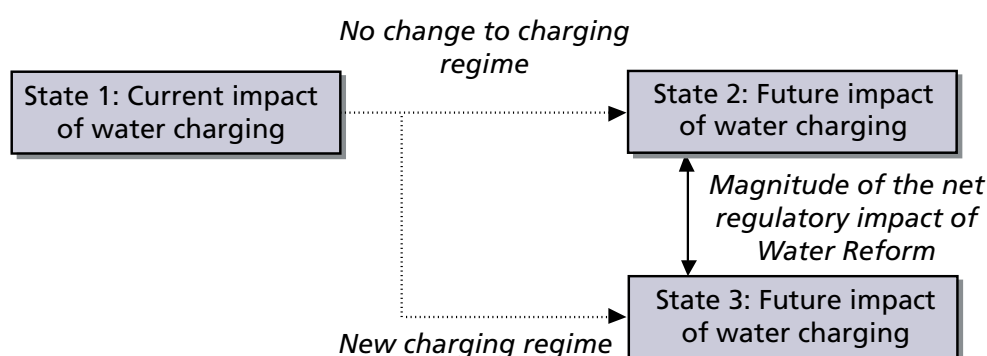 No change to charging
regime
State 1: Current impact
of water charging
State 2: Future impact
of water charging
Magnitude of the net
regulatory impact of
Water Reform
State 3: Future impact
of water charging
New charging regime